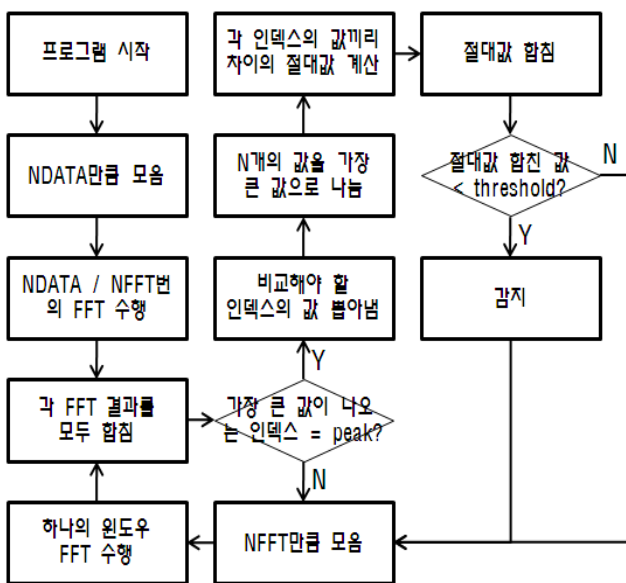 프로그램 시작
NDATA만큼 모음
NDATA / NFFT번
의 FFT 수행
각 FFT 결과를
모두 합침
가장 큰 값이 나오
는 인덱스 = peak?
Y
N
비교해야 할
인덱스의 값 뽑아냄
N개의 값을 가장
큰 값으로 나눔
각 인덱스의 값끼리
차이의 절대값 계산
절대값 합침
절대값 합친 값
< threshold?
N
Y
감지
NFFT만큼 모음
하나의 윈도우
FFT 수행